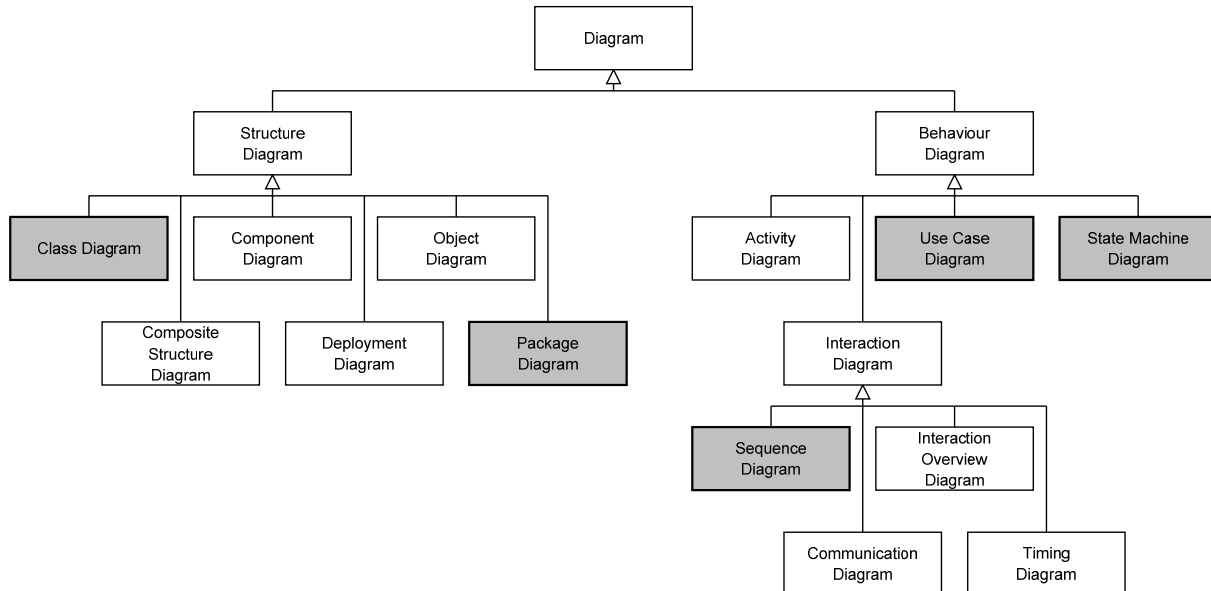 Diagram
Structure
Diagram
Behaviour
Diagram
Class Diagram
Component
Diagram
Object
Diagram
Activity
Diagram
Use Case
Diagram
State Machine
Diagram
Composite
Structure
Diagram
Deployment
Diagram
Package
Diagram
Interaction
Diagram
Sequence
Diagram
Interaction
Overview
Diagram
Communication
Diagram
Timing
Diagram